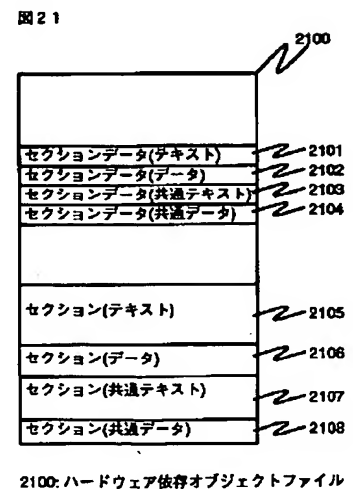 図21
2100
セクションデータ(テキスト) 2101
セクションデータ(データ) 2102
セクションデータ(共通テキスト) 2103
セクションデータ(共通データ) 2104
セクション(テキスト) 2105
セクション(データ) 2106
セクション(共通テキスト) 2107
セクション(共通データ) 2108
2100: ハードウェア依存オブジェクトファイル